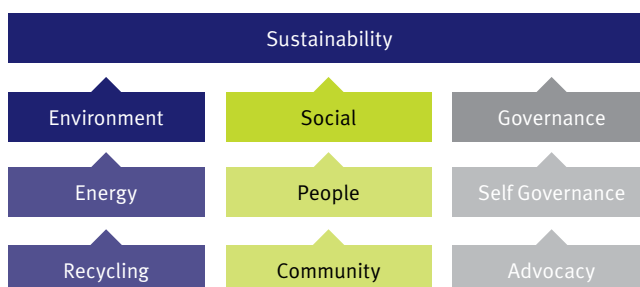 Sustainability
Environment
Social
Governance
Energy
People
Self Governance
Recycling
Community
Advocacy